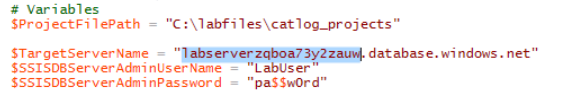 # Variables
$ProjectFilePath = "C:\labfiles\catlog_projects"
$TargetServerName = "labserverzqboa73y2zauw.database.windows.net"
$SSISDBServerAdminUserName = "LabUser"
$SSISDBServerAdminPassword = "pa$$w0rd"